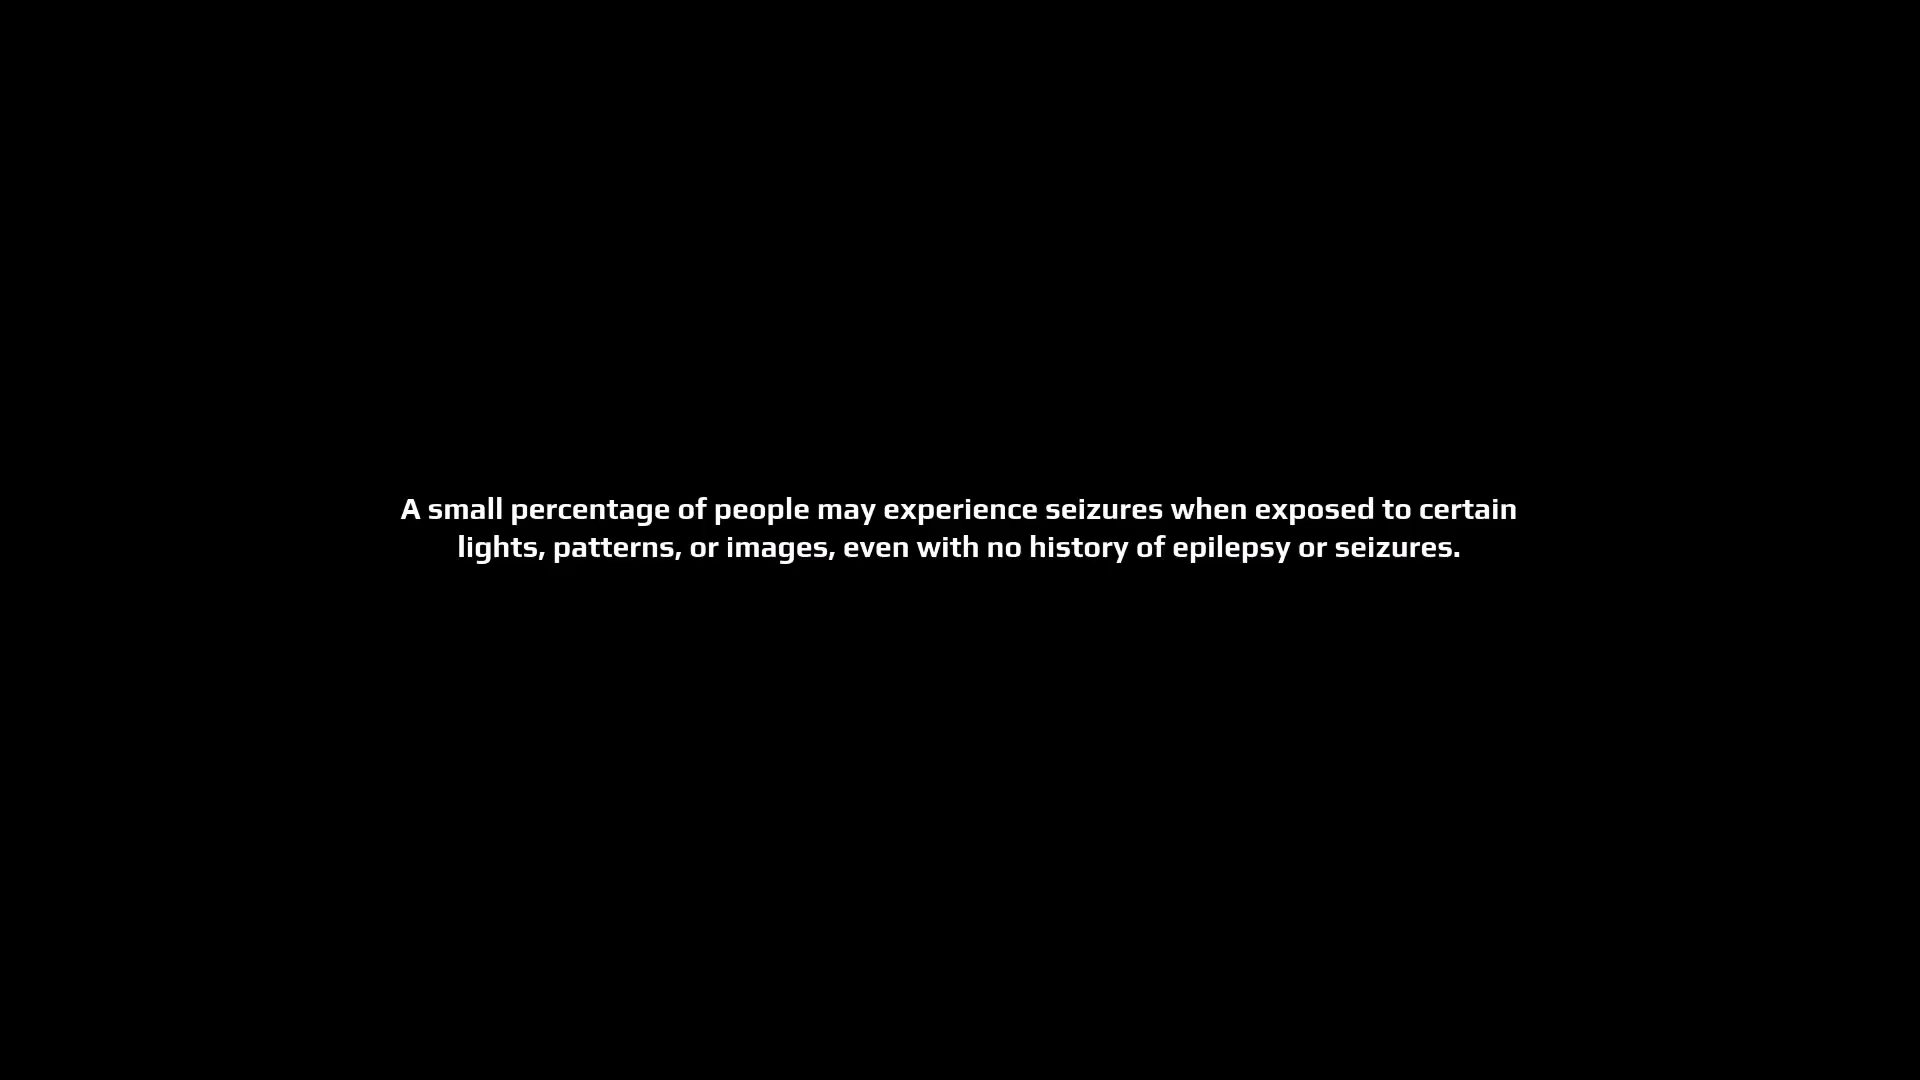 A small percentage of people may experience seizures when exposed to certain
lights, patterns, or images, even with no history of epilepsy or seizures.